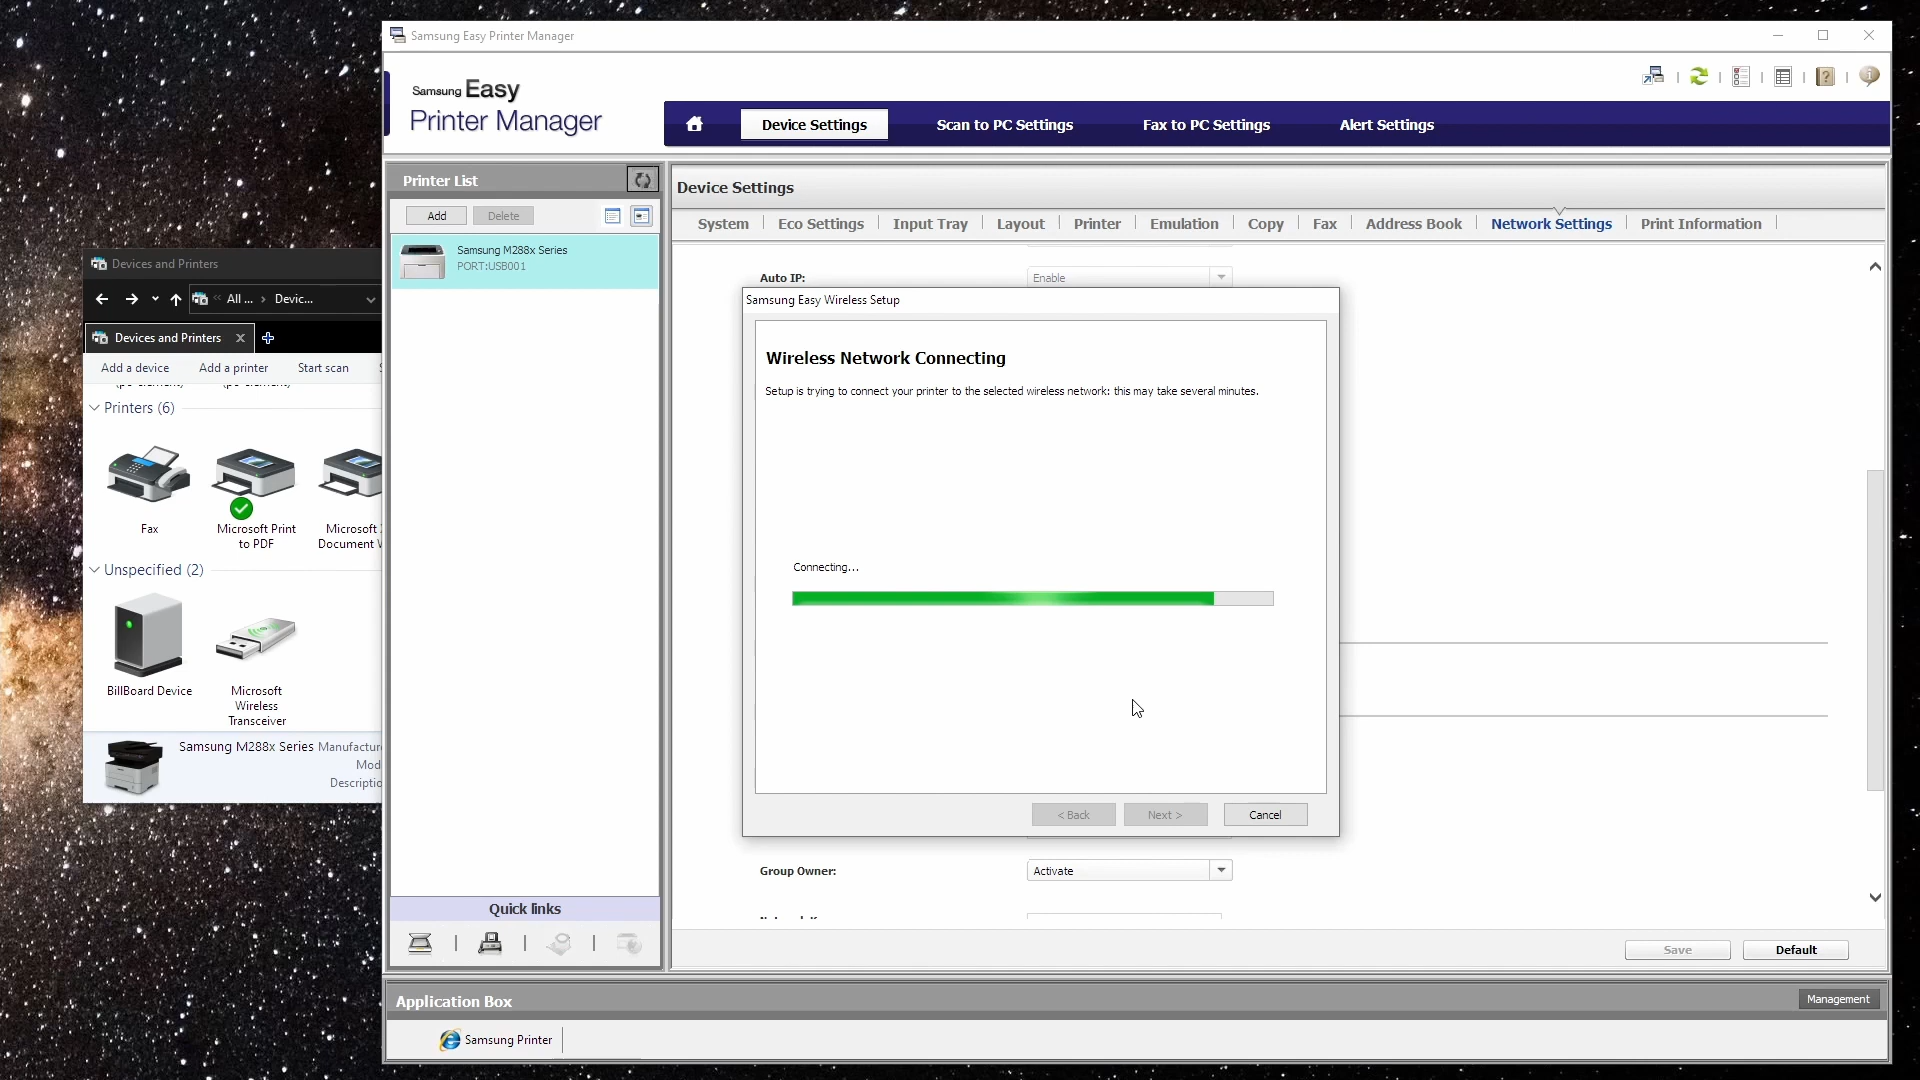 Samsung Easy Printer Manager
Samsung Easy
Printer Manager
Device Settings
Scan to PC Settings
Fax to PC Settings
Alert Settings
Printer List
Add
Delete
Samsung M288x Series
PORT:USB001
Quick links
Device Settings
System
Eco Settings
Input Tray
Layout
Printer
Emulation
Copy
Fax
Address Book
Network Settings
Print Information
Auto IP:
Enable
Samsung Easy Wireless Setup
Wireless Network Connecting
Setup is trying to connect your printer to the selected wireless network: this may take several minutes.
Connecting...
< Back
Next >
Cancel
Group Owner:
Activate
Save
Default
Application Box
Management
Samsung Printer
Devices and Printers
All ...
Devic...
Devices and Printers
Add a device
Add a printer
Start scan
Printers (6)
Fax
Microsoft Print
to PDF
Microsoft
Document
Unspecified (2)
BillBoard Device
Microsoft
Wireless
Transceiver
Samsung M288x Series
Manufacture
Mod
Descriptio